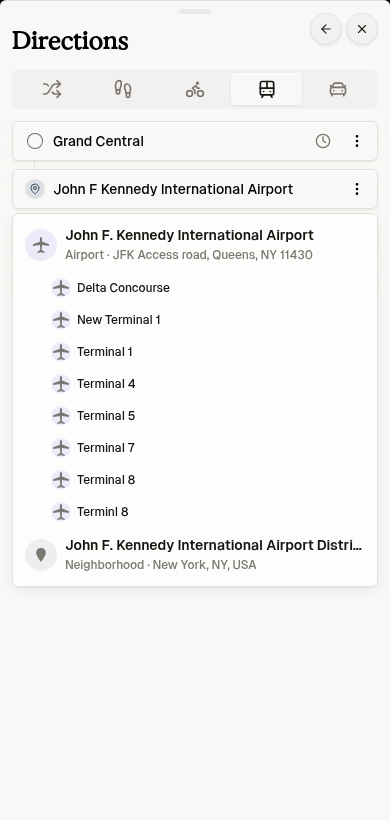 Directions
Grand Central
John F Kennedy International Airport
John F. Kennedy International Airport
Airport · JFK Access road, Queens, NY 11430
Delta Concourse
New Terminal 1
Terminal 1
Terminal 4
Terminal 5
Terminal 7
Terminal 8
Terminl 8
John F. Kennedy International Airport Distri...
Neighborhood · New York, NY, USA